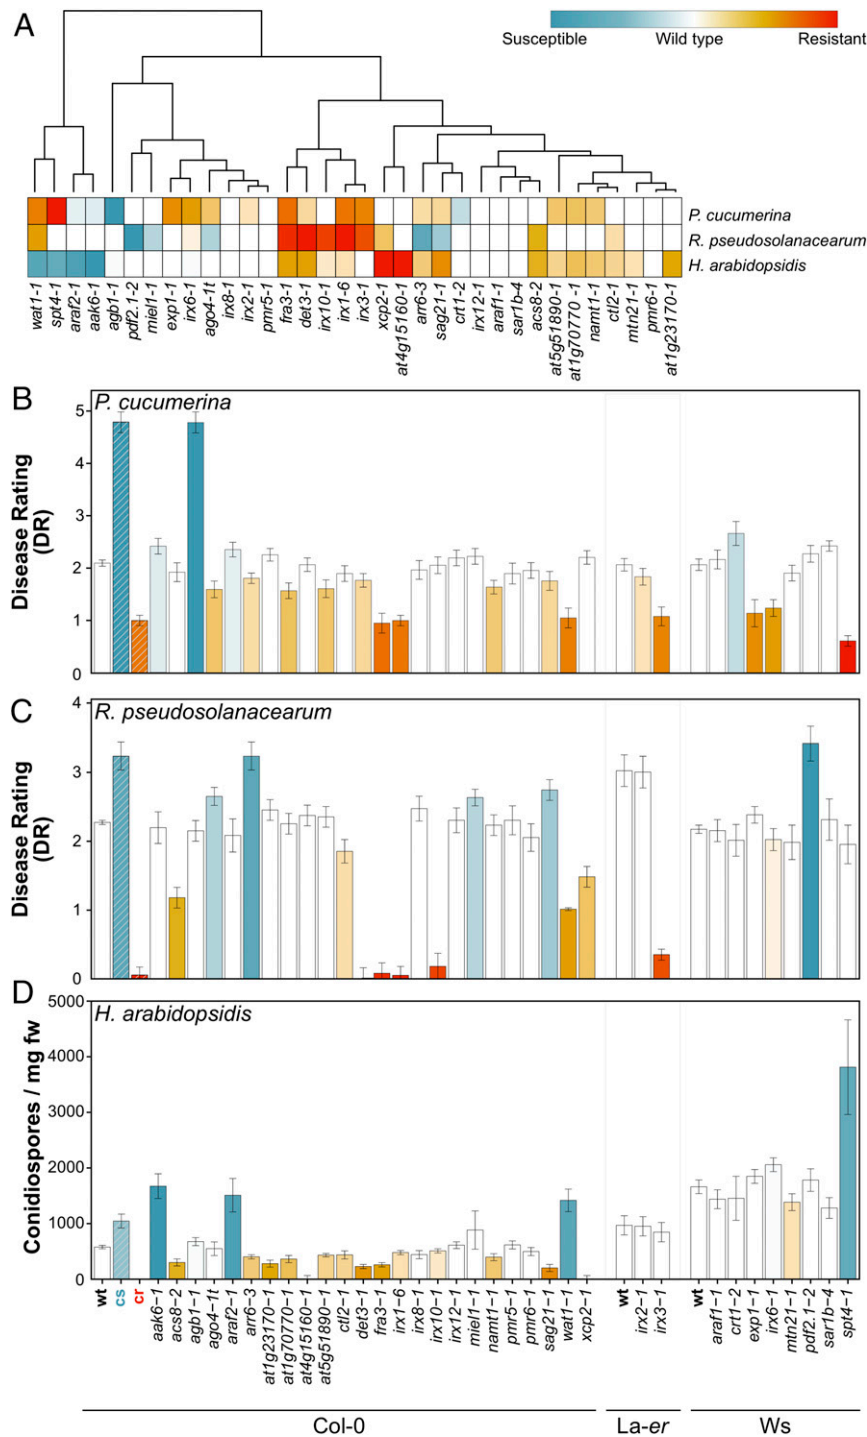 A
Susceptible Wild type Resistant
P. cucumerina
R. pseudosolanacearum
H. arabidopsidis
wat1-1 spt4-1 araf2-1 aak6-1 agb1-1 pdf2.1-2 miel1-1 exp1-1 irx6-1 ago4-1t irx8-1 irx2-1 pmr5-1 fra3-1 det3-1 irx10-1 irx1-6 irx3-1 xcp2-1 at4g15160-1 arr6-3 sag21-1 crt1-2 irx12-1 araf1-1 sar1b-4 acs8-2 at5g51890-1 at1g70770 -1 namt1-1 ctl2-1 mtn21-1 pmr6-1 at1g23170-1
B
P. cucumerina
Disease Rating
(DR)
5
4
3
2
1
0
C
R. pseudosolanacearum
Disease Rating
(DR)
4
3
2
1
0
D
H. arabidopsidis
Conidiospores / mg fw
5000
4000
3000
2000
1000
0
wt cs cr aak6-1 acs8-2 agb1-1 ago4-1t araf2-1 arr6-3 at1g23170-1 at1g70770-1 at4g15160-1 at5g51890-1 ctl2-1 det3-1 fra3-1 irx1-6 irx8-1 irx10-1 irx12-1 miel1-1 namt1-1 pmr5-1 pmr6-1 sag21-1 wat1-1 xcp2-1 wt irx2-1 irx3-1 wt araf1-1 crt1-2 exp1-1 irx6-1 mtn21-1 pdf2.1-2 sar1b-4 spt4-1
Col-0 La-er Ws